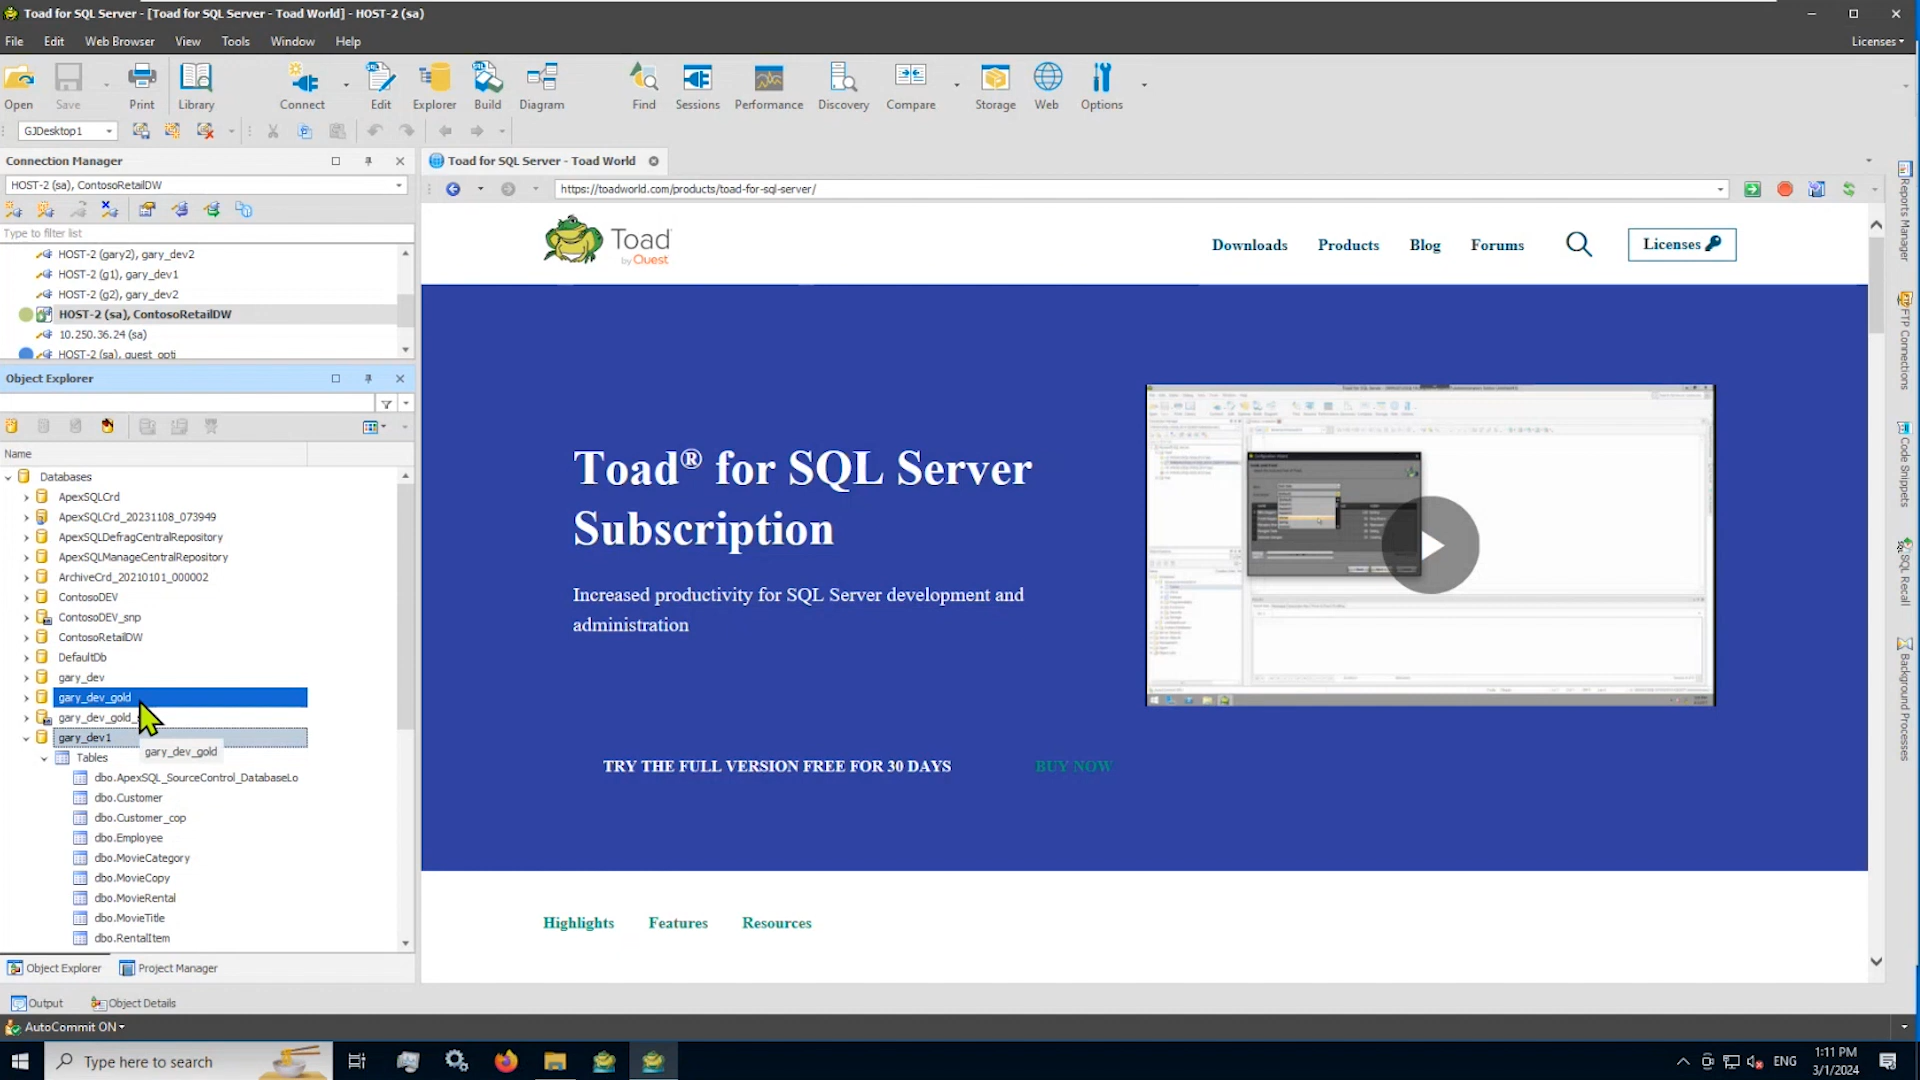 Toad for SQL Server - [Toad for SQL Server - Toad World] - HOST-2 (sa)
File Edit Web Browser View Tools Window Help Licenses
Open Save Print Library Connect Edit Explorer Build Diagram Find Sessions Performance Discovery Compare Storage Web Options
GJDesktop1
Connection Manager
HOST-2 (sa), ContosoRetailDW
Type to filter list
HOST-2 (gary2), gary_dev2
HOST-2 (g1), gary_dev1
HOST-2 (g2), gary_dev2
HOST-2 (sa), ContosoRetailDW
10.250.36.24 (sa)
HOST-2 (sa), quest_opti
Object Explorer
Name
Databases
ApexSQLCrd
ApexSQLCrd_20231108_073949
ApexSQLDefragCentralRepository
ApexSQLManageCentralRepository
ArchiveCrd_20210101_000002
ContosoDEV
ContosoDEV_snp
ContosoRetailDW
DefaultDb
gary_dev
gary_dev_gold
gary_dev_gold_
gary_dev1
gary_dev_gold
Tables
dbo.ApexSQL_SourceControl_DatabaseLo
dbo.Customer
dbo.Customer_cop
dbo.Employee
dbo.MovieCategory
dbo.MovieCopy
dbo.MovieRental
dbo.MovieTitle
dbo.RentalItem
Object Explorer Project Manager
Output Object Details
AutoCommit ON
Toad for SQL Server - Toad World
https://toadworld.com/products/toad-for-sql-server/
Toad
by Quest
Downloads Products Blog Forums Licenses
Toad® for SQL Server
Subscription
Increased productivity for SQL Server development and
administration
TRY THE FULL VERSION FREE FOR 30 DAYS BUY NOW
Highlights Features Resources
Reports Manager
FTP Connections
Code Snippets
SQL Recall
Background Processes
Type here to search
ENG
1:11 PM
3/1/2024